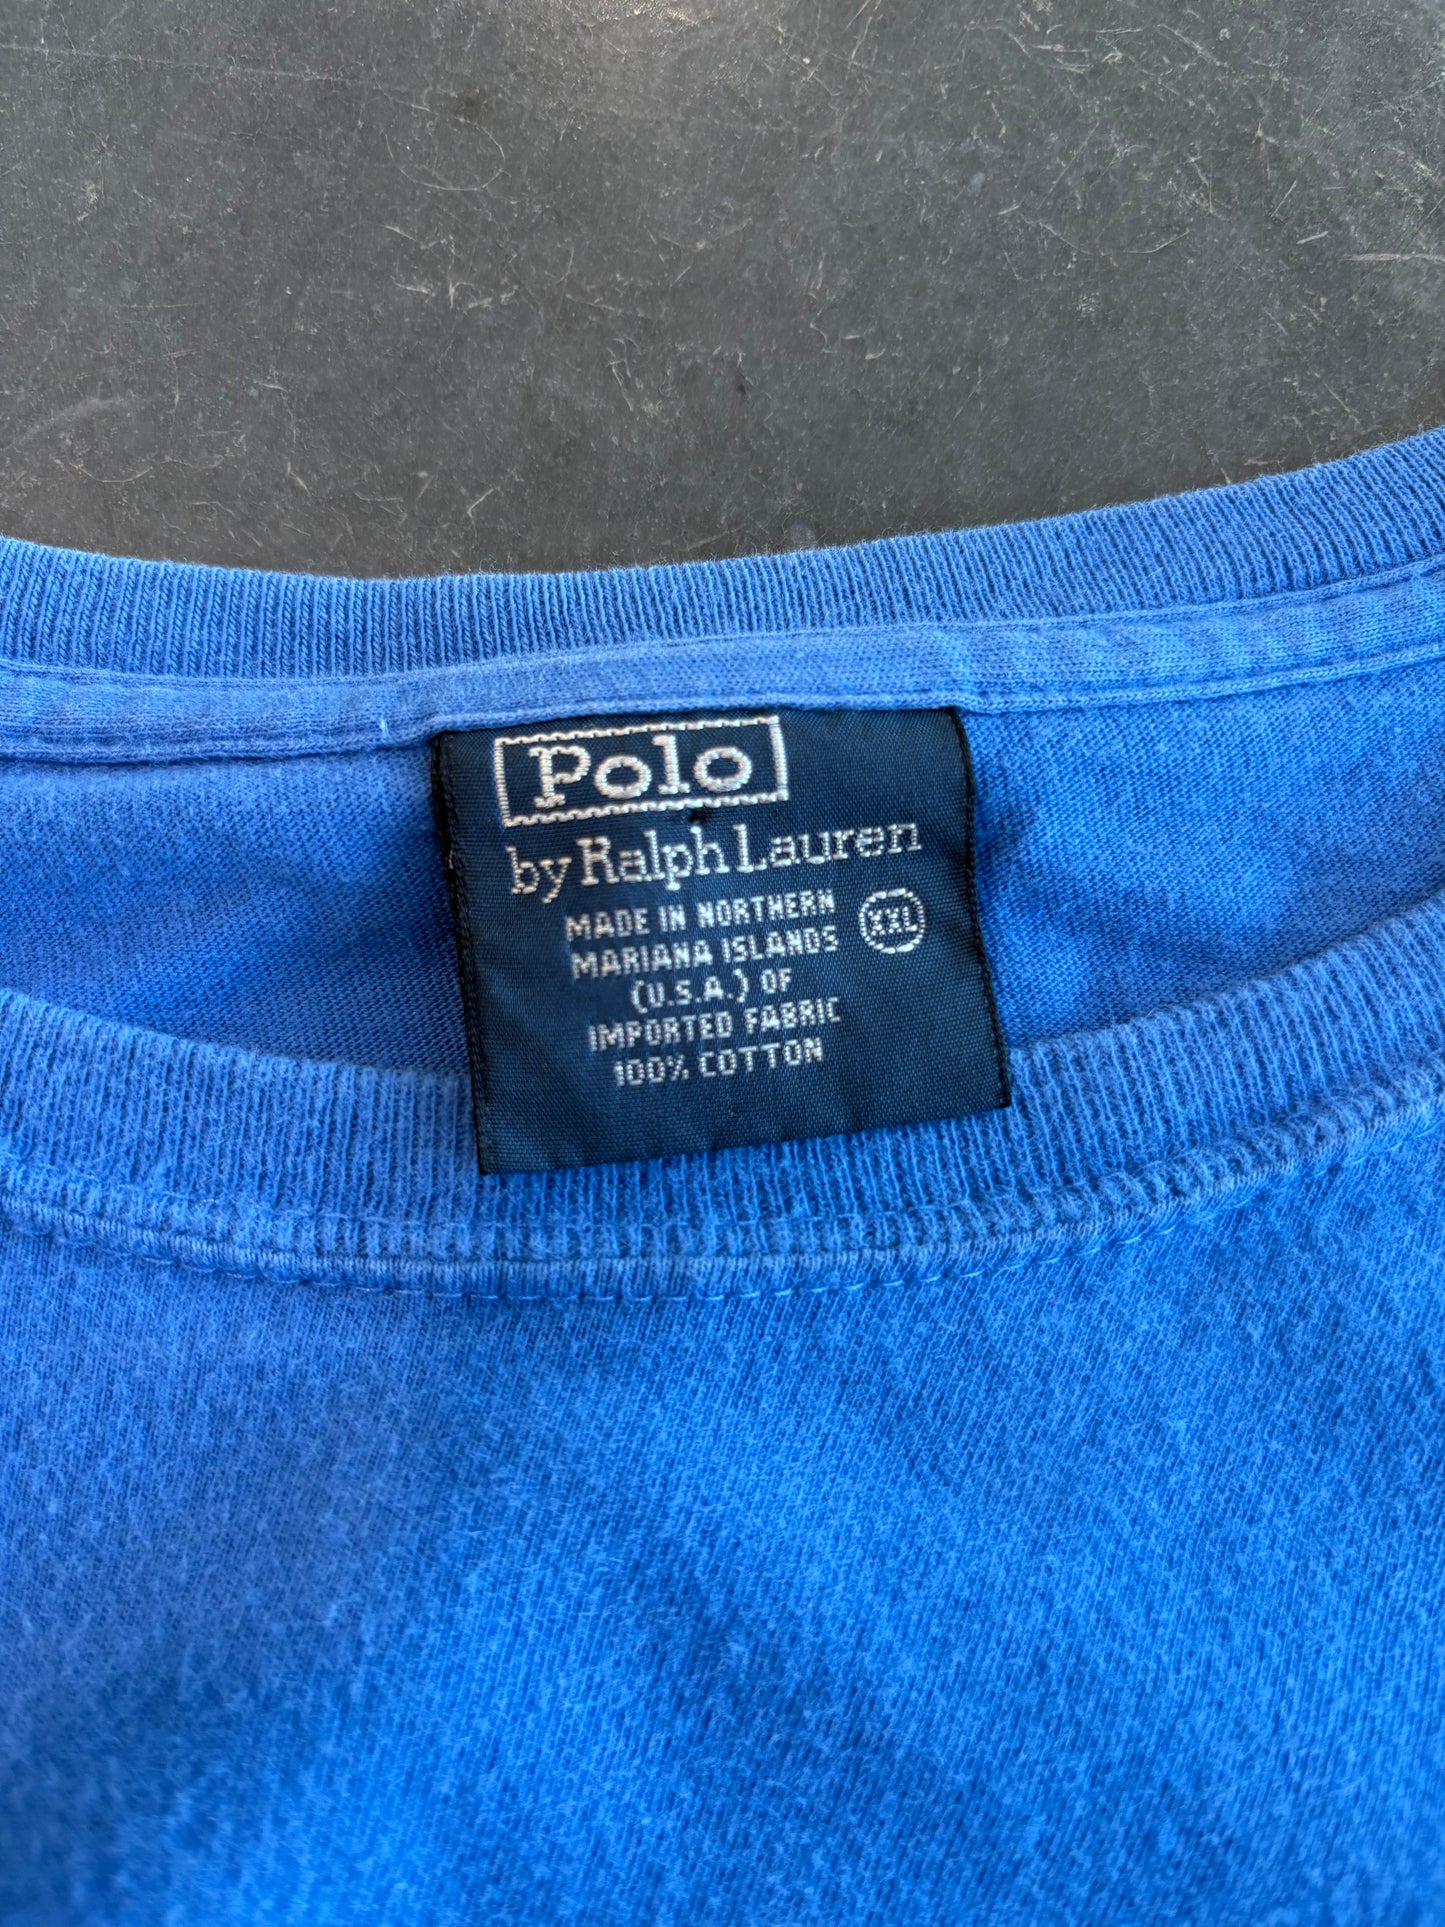 Polo
by Ralph Lauren
MADE IN NORTHERN
MARIANA ISLANDS
XXL
(U.S.A.) OF
IMPORTED FABRIC
100% COTTON